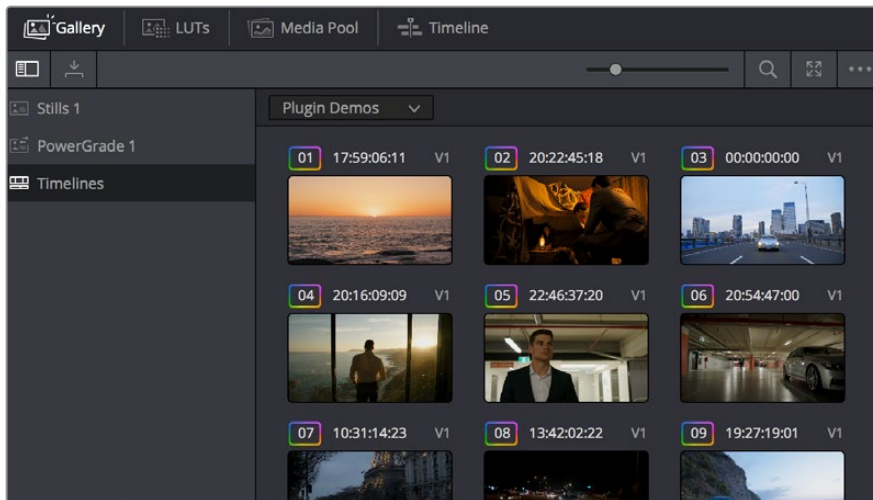 Gallery LUTs Media Pool Timeline
Stills 1
PowerGrade 1
Timelines
Plugin Demos
01 17:59:06:11 V1 02 20:22:45:18 V1 03 00:00:00:00 V1
04 20:16:09:09 V1 05 22:46:37:20 V1 06 20:54:47:00 V1
07 10:31:14:23 V1 08 13:42:02:22 V1 09 19:27:19:01 V1